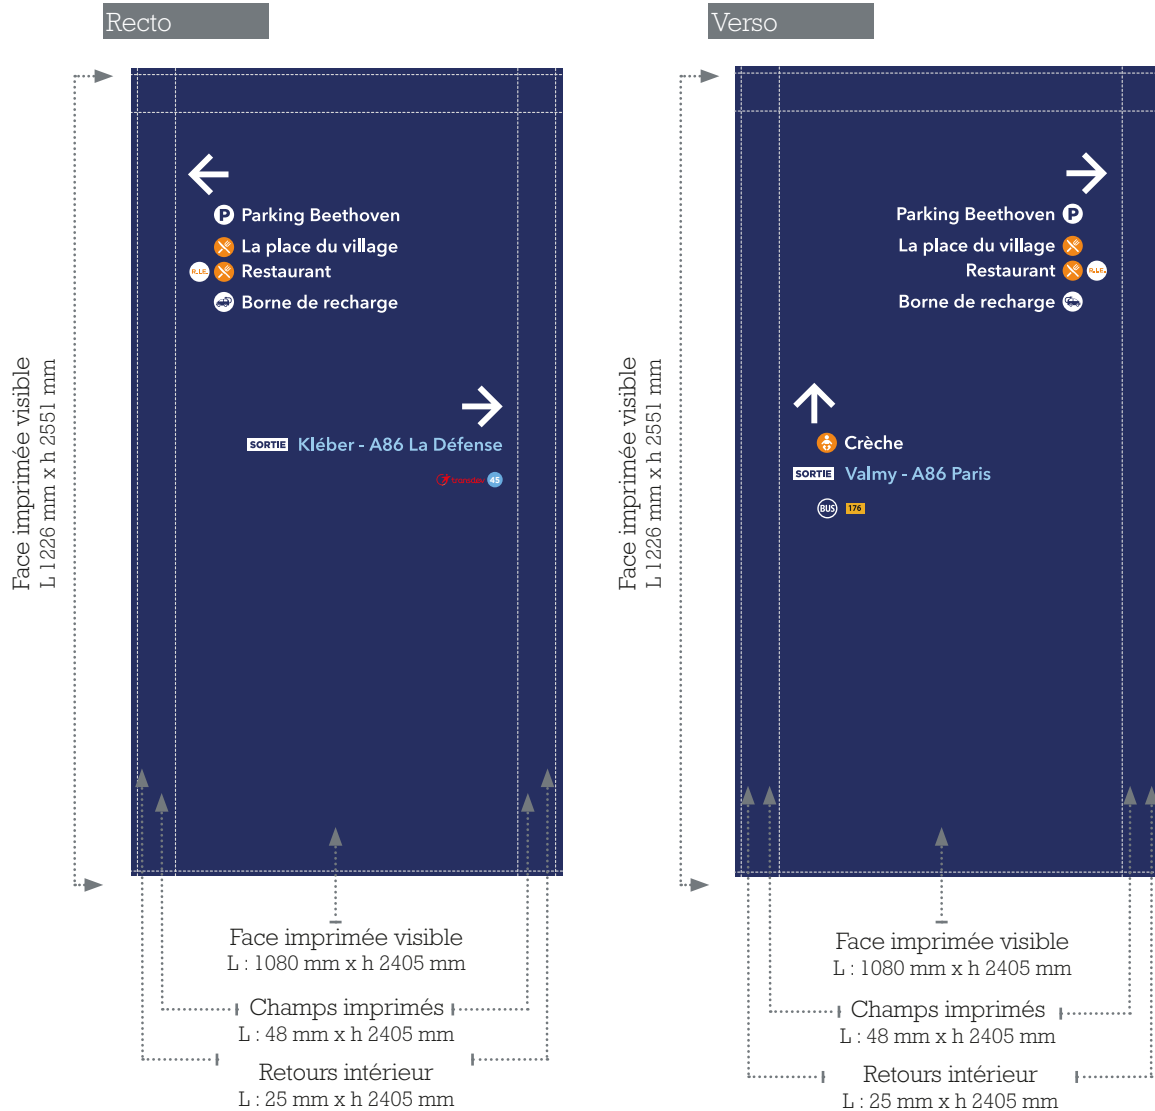 Recto
P Parking Beethoven
La place du village
R.I.E. Restaurant
Borne de recharge
SORTIE Kléber - A86 La Défense
transdev 45
Face imprimée visible
L 1226 mm x h 2551 mm
Face imprimée visible
L : 1080 mm x h 2405 mm
Champs imprimés
L : 48 mm x h 2405 mm
Retours intérieur
L : 25 mm x h 2405 mm
Verso
Parking Beethoven P
La place du village
Restaurant R.I.E.
Borne de recharge
Crèche
SORTIE Valmy - A86 Paris
BUS 176
Face imprimée visible
L 1226 mm x h 2551 mm
Face imprimée visible
L : 1080 mm x h 2405 mm
Champs imprimés
L : 48 mm x h 2405 mm
Retours intérieur
L : 25 mm x h 2405 mm